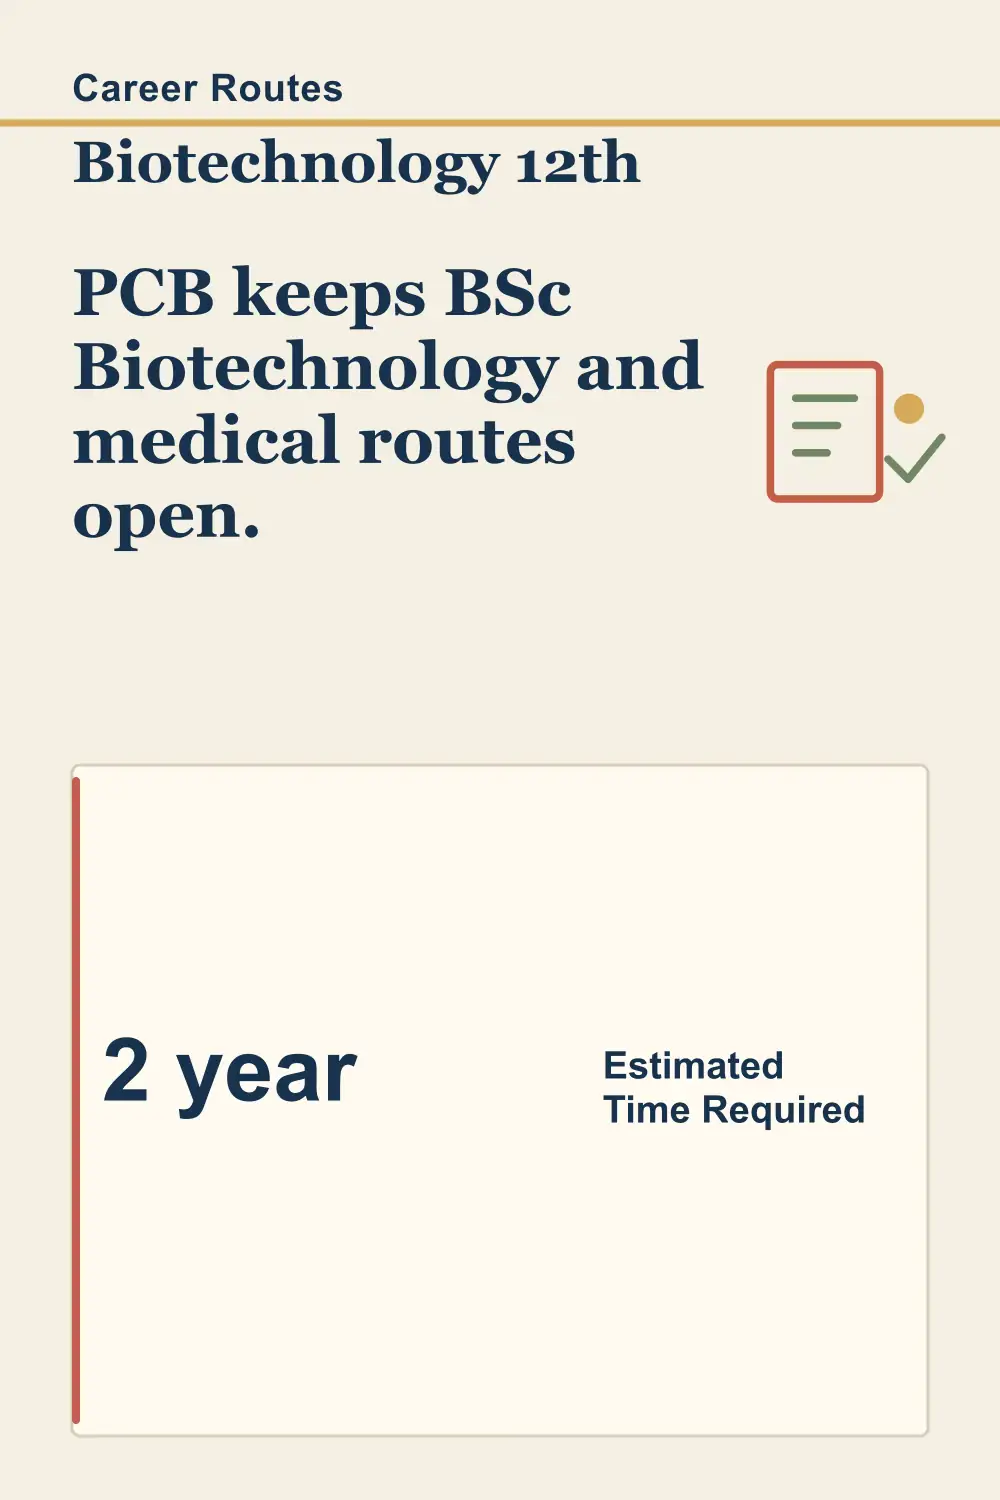 Career Routes
Biotechnology 12th
PCB keeps BSc
Biotechnology and
medical routes
open.
2 year
Estimated
Time Required